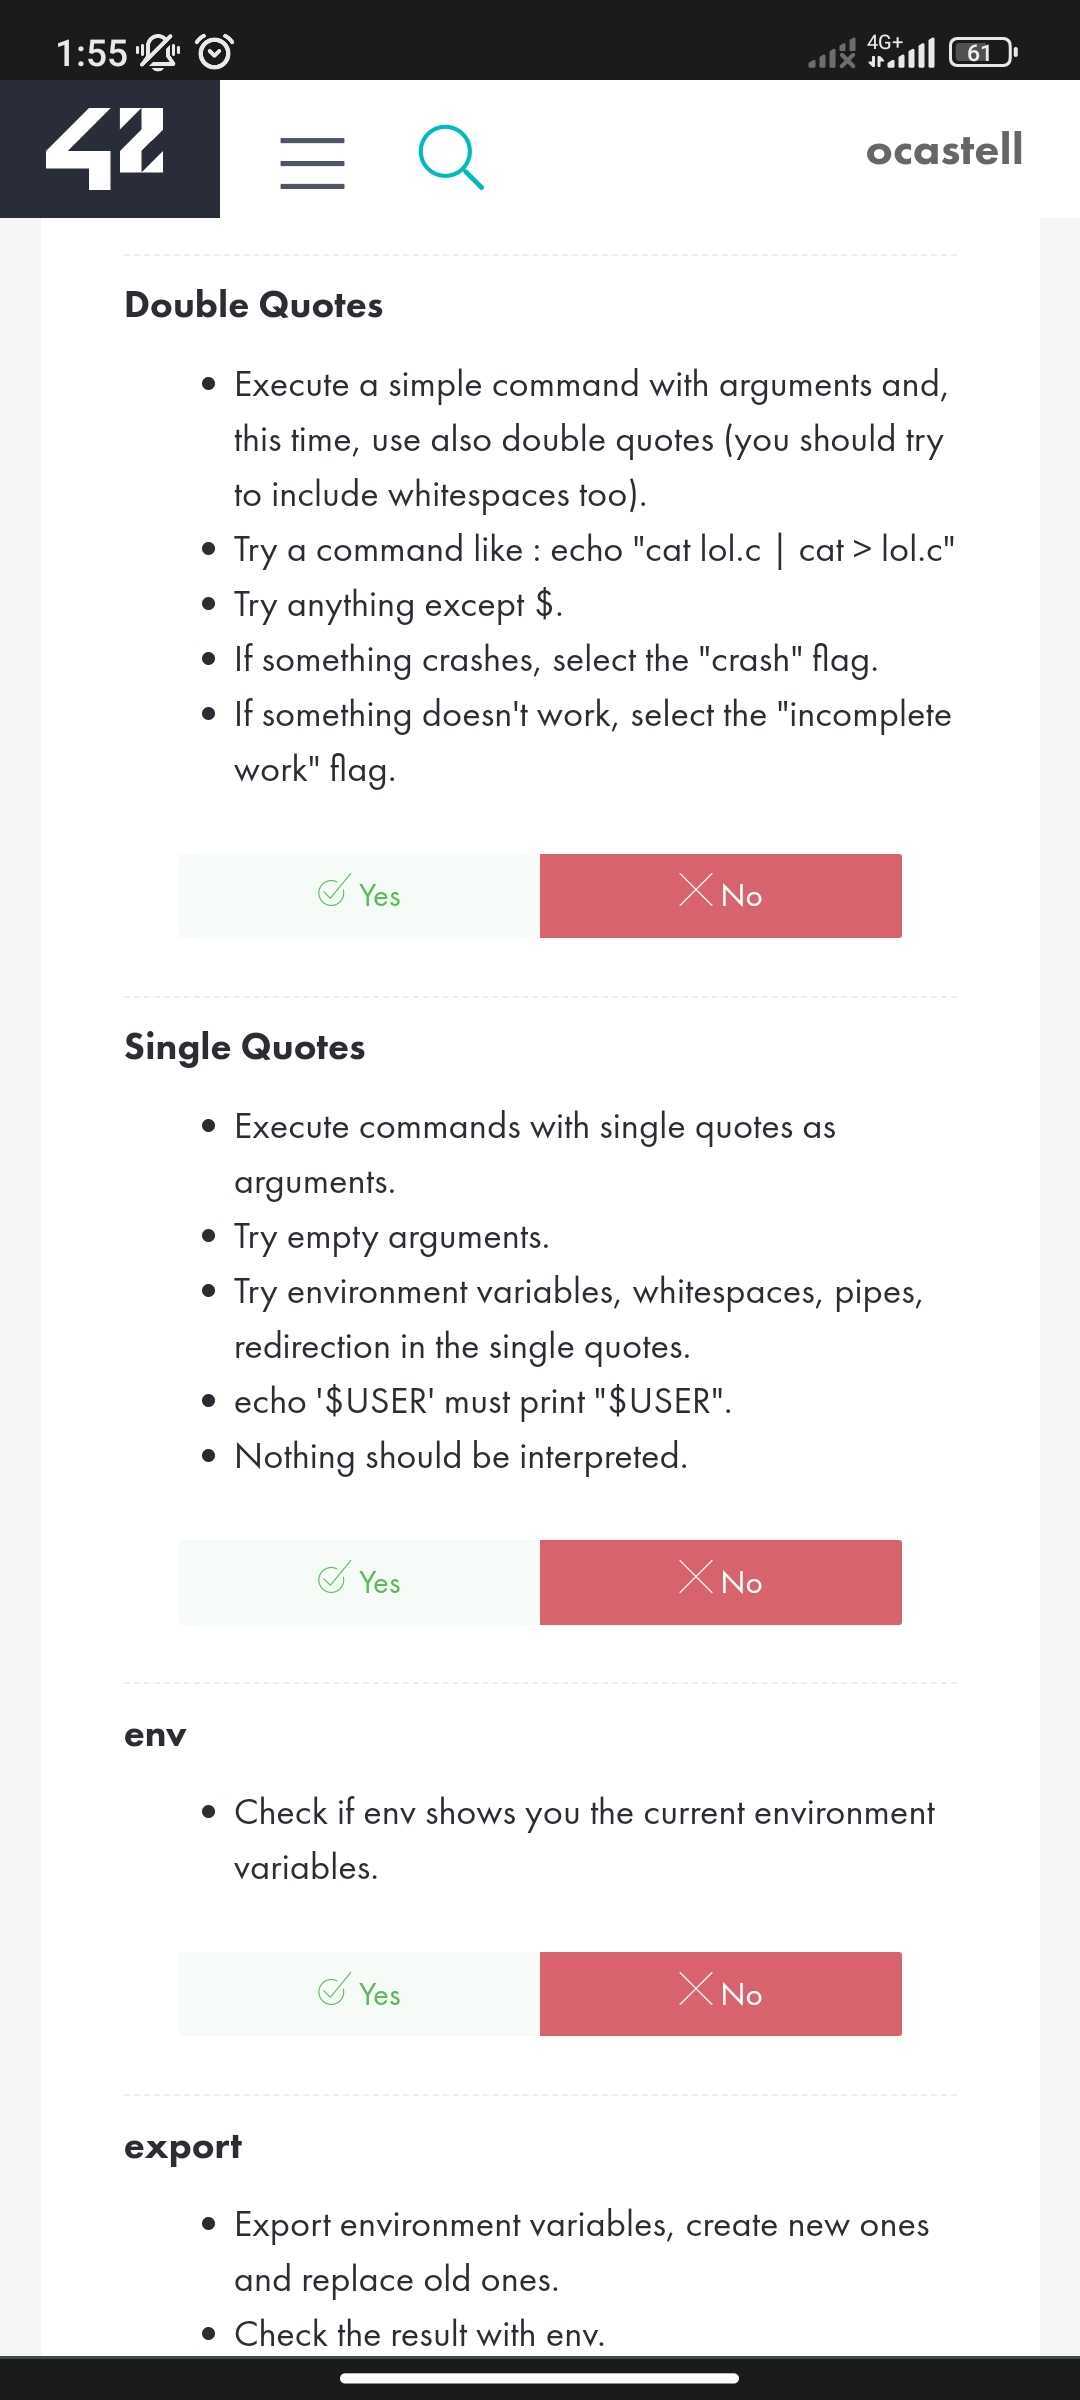 1:55 4G+ 61
42 ocastell
Double Quotes
Execute a simple command with arguments and,
this time, use also double quotes (you should try
to include whitespaces too).
Try a command like : echo "cat lol.c | cat > lol.c"
Try anything except $.
If something crashes, select the "crash" flag.
If something doesn't work, select the "incomplete
work" flag.
Yes No
Single Quotes
Execute commands with single quotes as
arguments.
Try empty arguments.
Try environment variables, whitespaces, pipes,
redirection in the single quotes.
echo '$USER' must print "$USER".
Nothing should be interpreted.
Yes No
env
Check if env shows you the current environment
variables.
Yes No
export
Export environment variables, create new ones
and replace old ones.
Check the result with env.